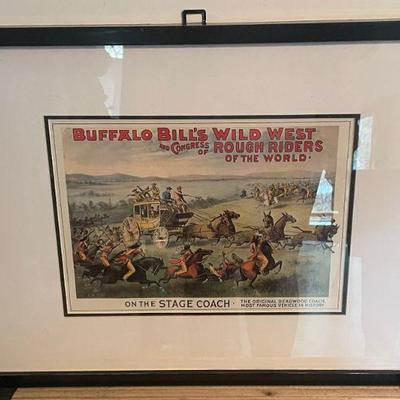 BUFFALO BILL'S WILD WEST
AND CONGRESS OF ROUGH RIDERS
OF THE WORLD.
ON THE STAGE COACH. THE ORIGINAL DEADWOOD COACH,
MOST FAMOUS VEHICLE IN HISTORY